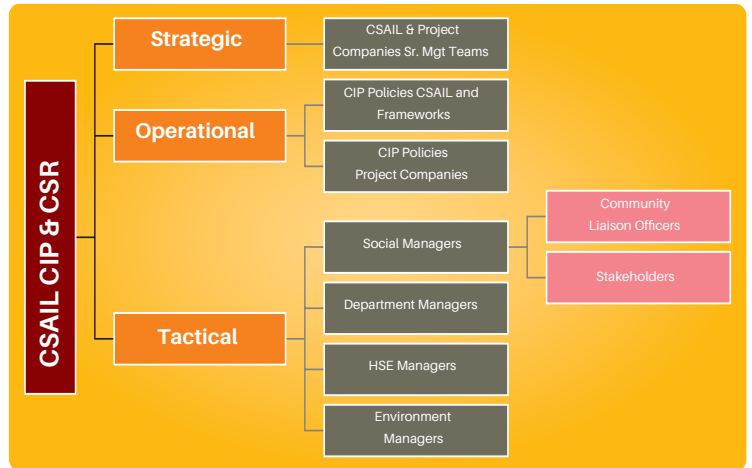 CSAIL CIP & CSR
Strategic
CSAIL & Project
Companies Sr. Mgt Teams
Operational
CIP Policies CSAIL and
Frameworks
CIP Policies
Project Companies
Tactical
Social Managers
Community
Liaison Officers
Stakeholders
Department Managers
HSE Managers
Environment
Managers